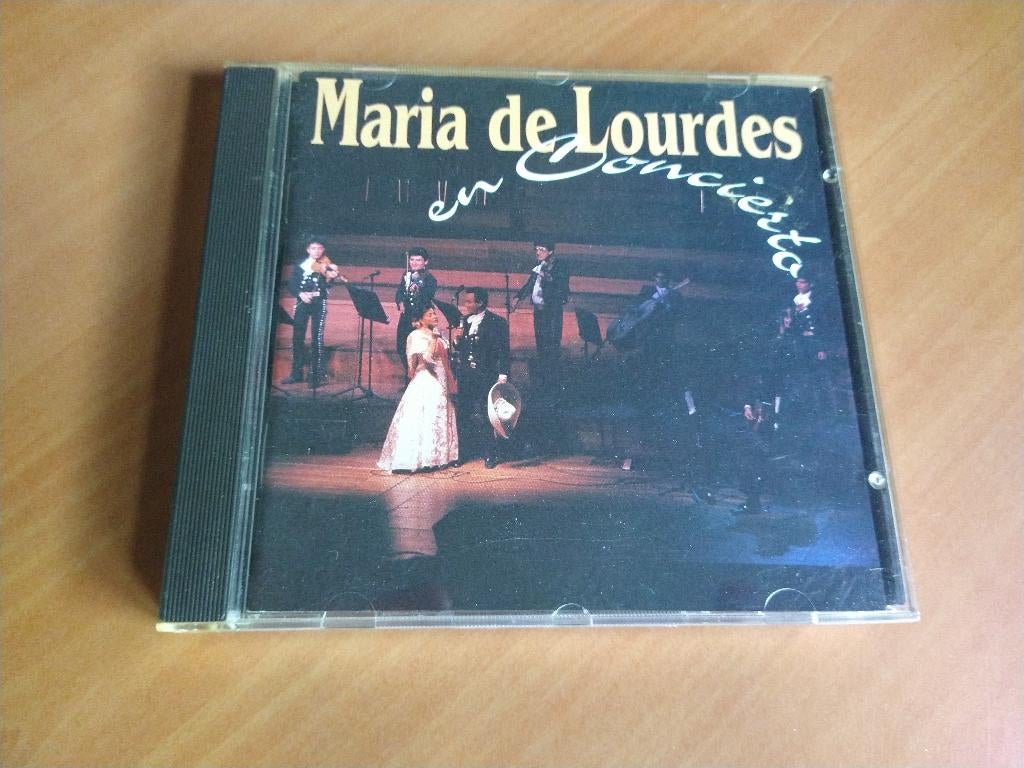 Maria de Lourdes
en Concierto